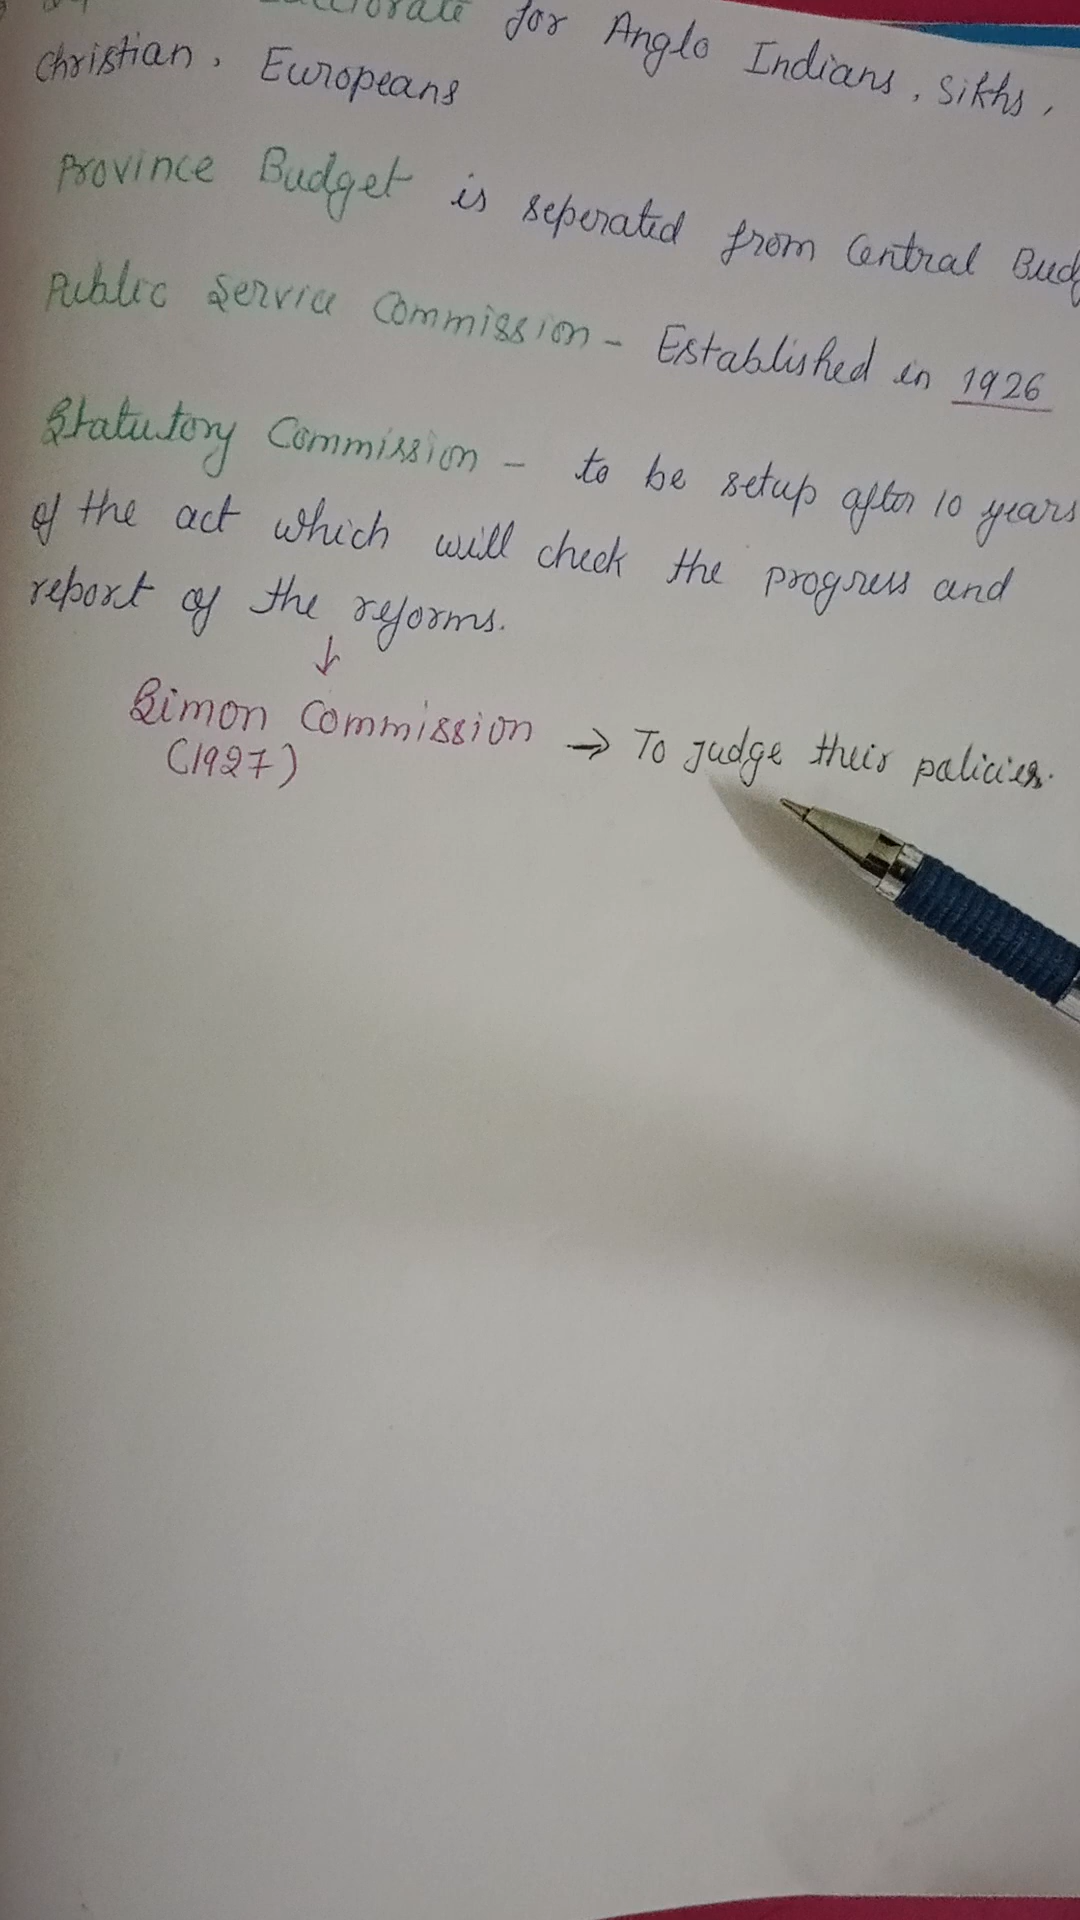 Electorate for Anglo Indians, Sikhs,
Christian, Europeans
Province Budget is seperated from Central Bud
Public Service Commission - Established in 1926
Statutory Commission - to be setup after 10 years
of the act which will check the progress and
report of the reforms.
↓
Simon Commission → To judge their policies.
(1927)